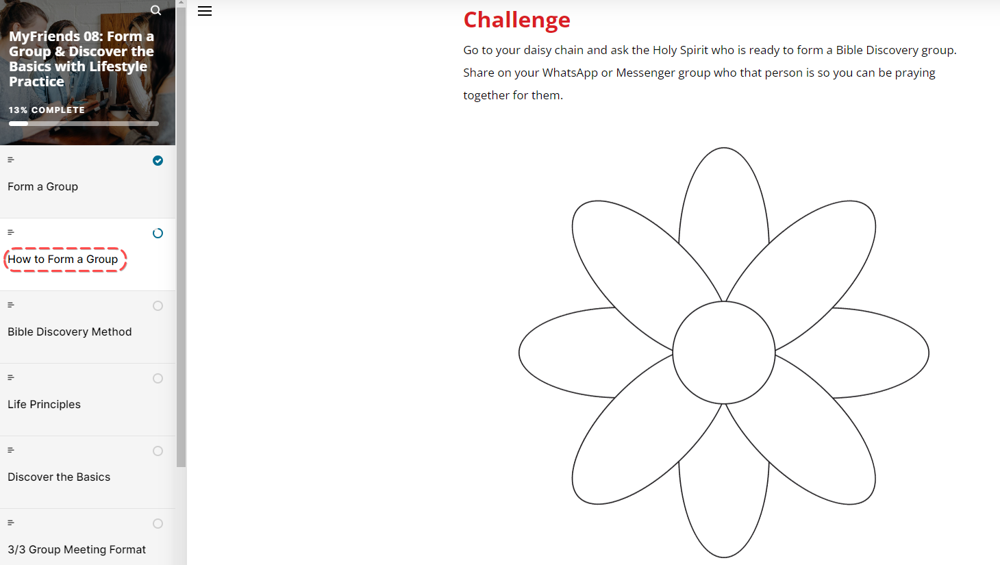 MyFriends 08: Form a
Group & Discover the
Basics with Lifestyle
Practice
13% COMPLETE
Form a Group
How to Form a Group
Bible Discovery Method
Life Principles
Discover the Basics
3/3 Group Meeting Format
Challenge
Go to your daisy chain and ask the Holy Spirit who is ready to form a Bible Discovery group.
Share on your WhatsApp or Messenger group who that person is so you can be praying
together for them.